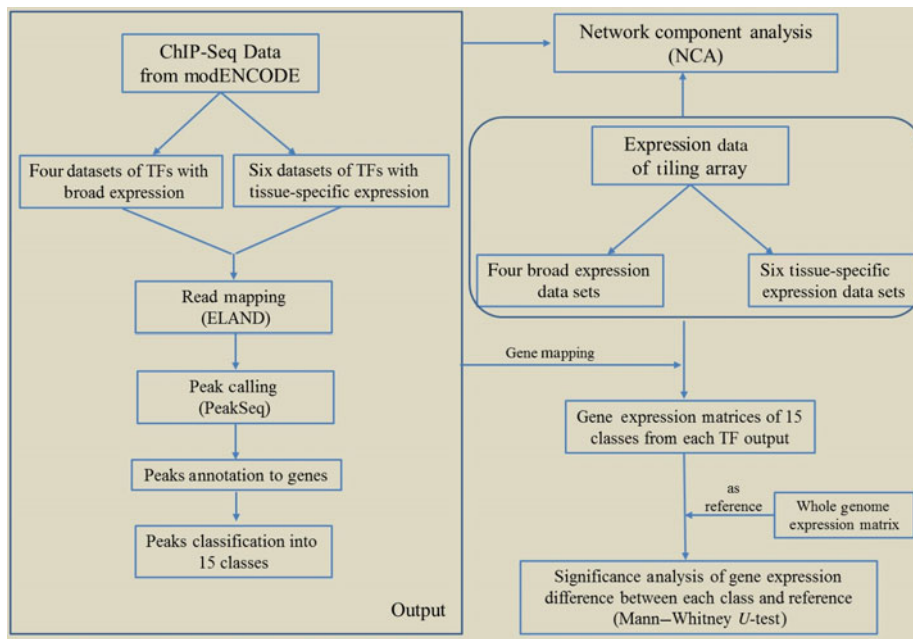 ChIP-Seq Data
from modENCODE
Four datasets of TFs with
broad expression
Six datasets of TFs with
tissue-specific expression
Read mapping
(ELAND)
Peak calling
(PeakSeq)
Peaks annotation to genes
Peaks classification into
15 classes
Output
Network component analysis
(NCA)
Expression data
of tiling array
Four broad expression
data sets
Six tissue-specific
expression data sets
Gene mapping
Gene expression matrices of 15
classes from each TF output
as
reference
Whole genome
expression matrix
Significance analysis of gene expression
difference between each class and reference
(Mann–Whitney U-test)